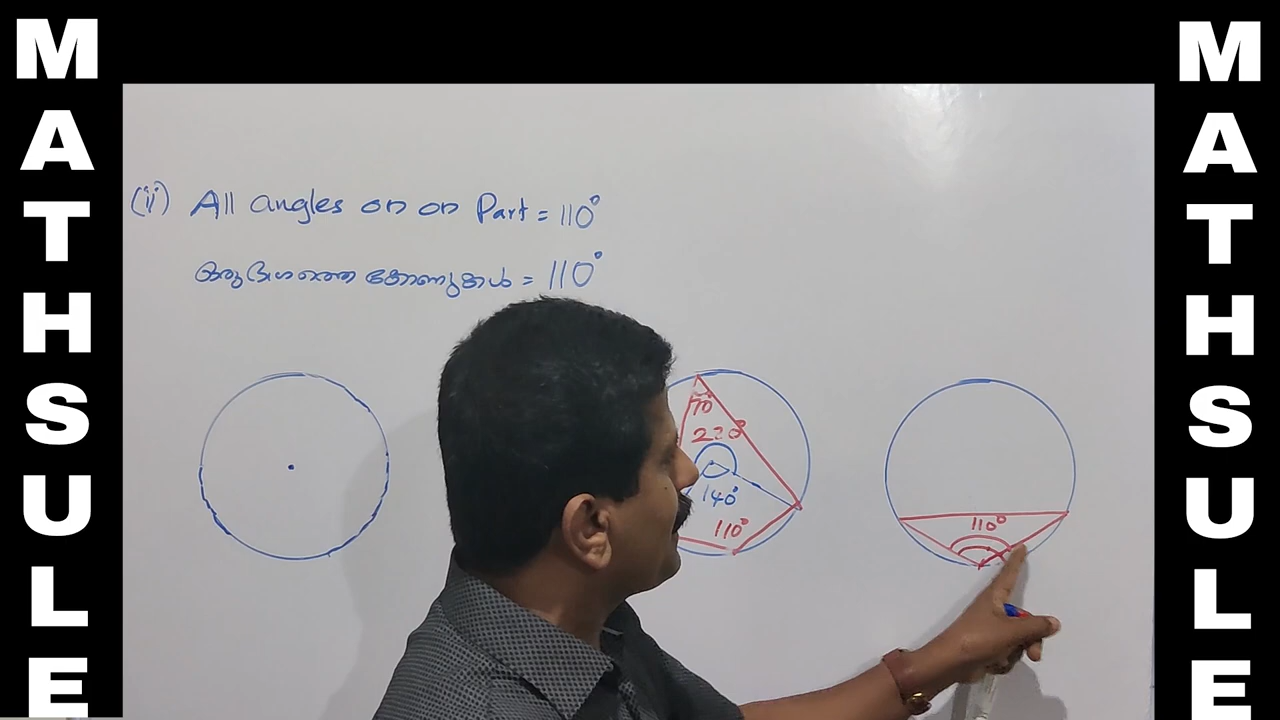 MATHSULE
(ii) All angles on on Part = 110°
ഒരു ഭാഗത്തെ കോണുകൾ = 110°
70°
220°
140°
110°
110°
MATHSULE